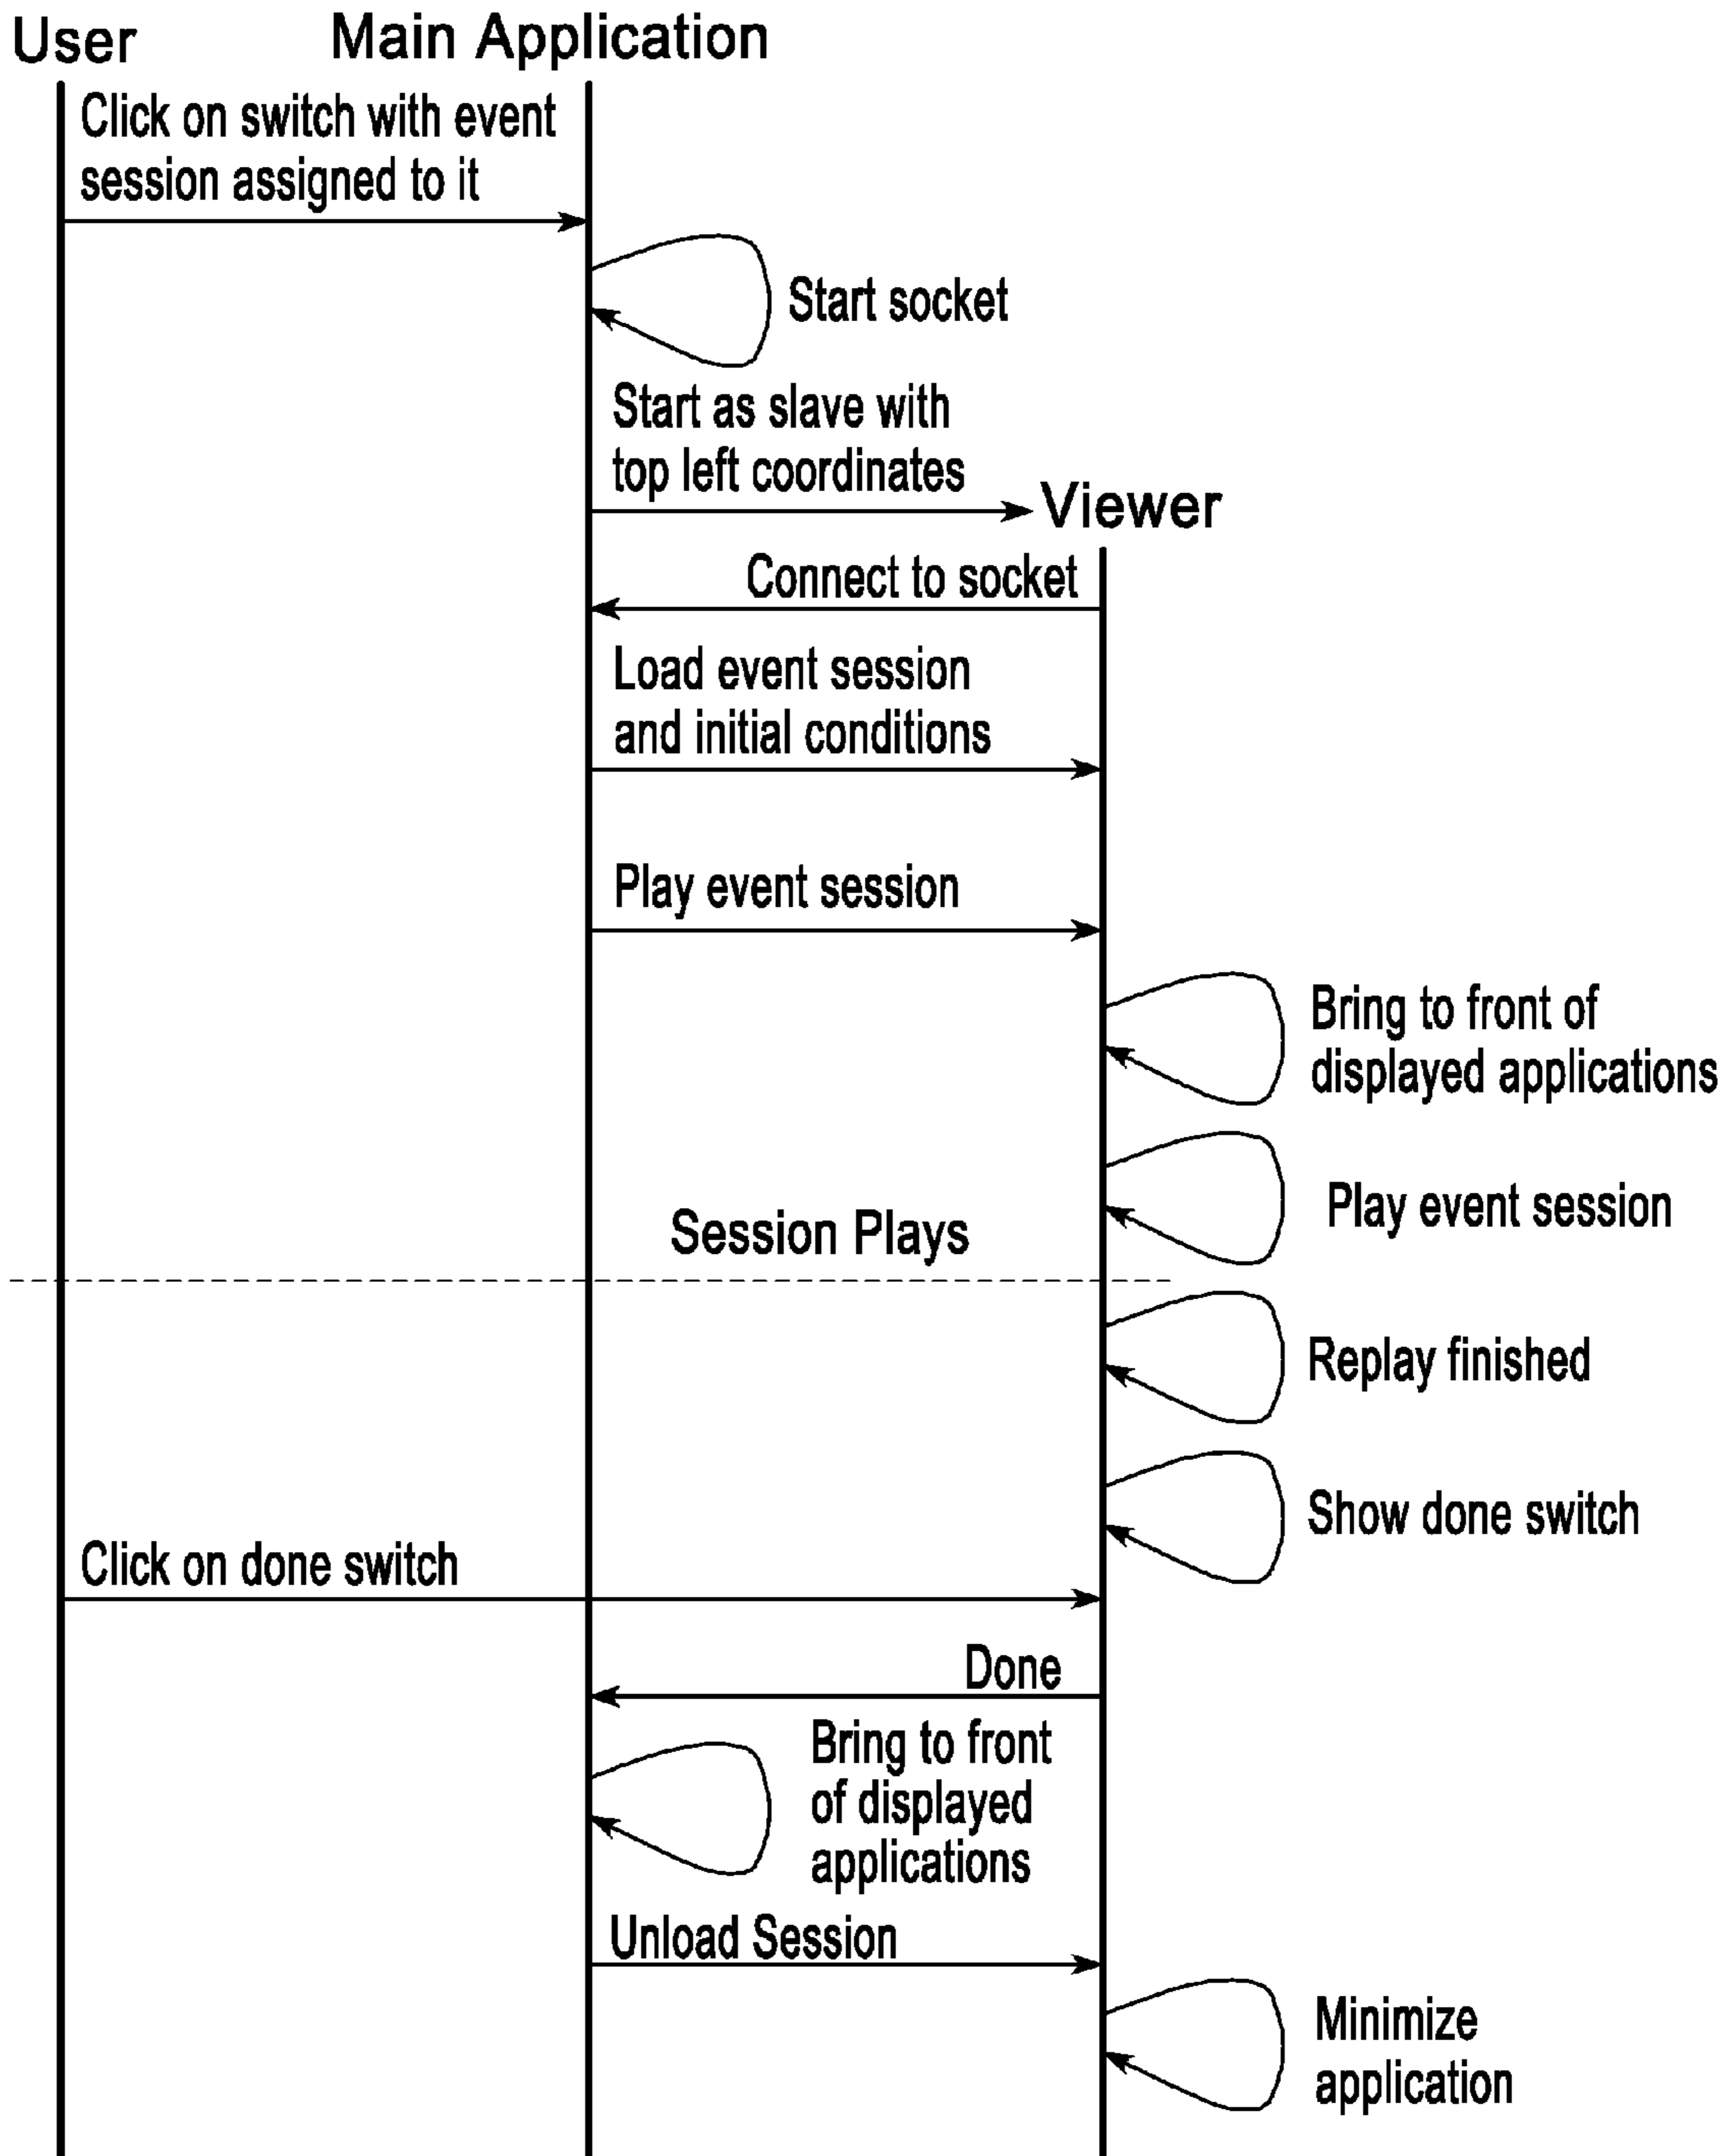 User
Main Application
Click on switch with event
session assigned to it
Start socket
Start as slave with
top left coordinates
Viewer
Connect to socket
Load event session
and initial conditions
Play event session
Bring to front of
displayed applications
Play event session
Session Plays
Replay finished
Show done switch
Click on done switch
Done
Bring to front
of displayed
applications
Unload Session
Minimize
application